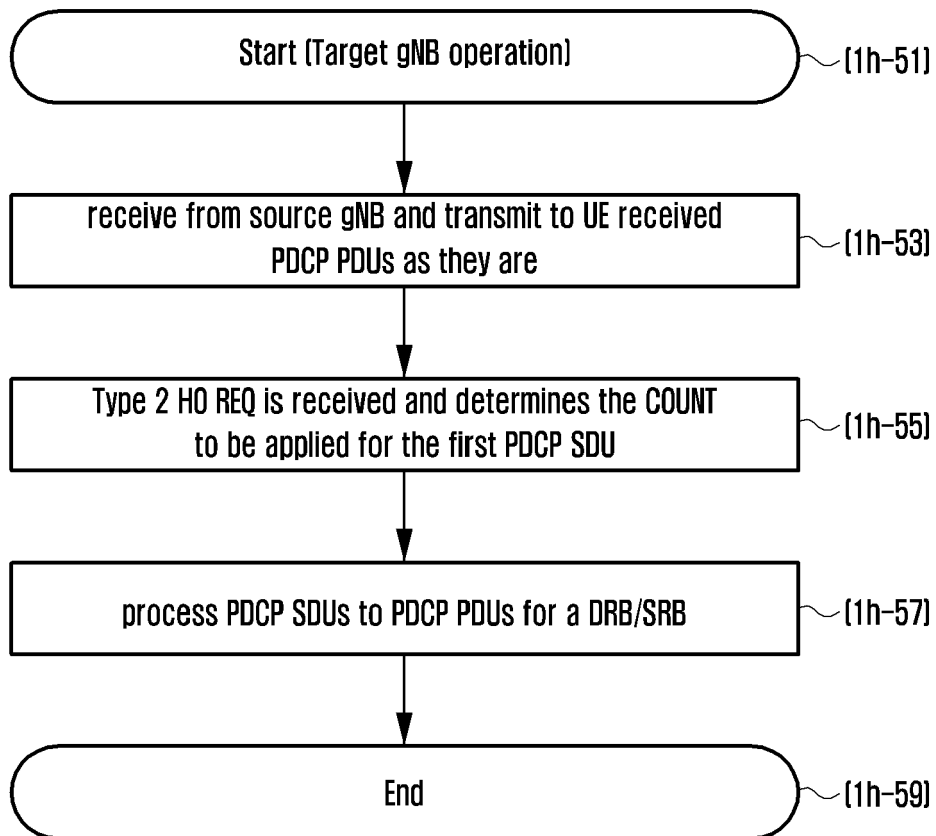 Start (Target gNB operation)
(1h-51)
receive from source gNB and transmit to UE received
PDCP PDUs as they are
(1h-53)
Type 2 HO REQ is received and determines the COUNT
to be applied for the first PDCP SDU
(1h-55)
process PDCP SDUs to PDCP PDUs for a DRB/SRB
(1h-57)
End
(1h-59)